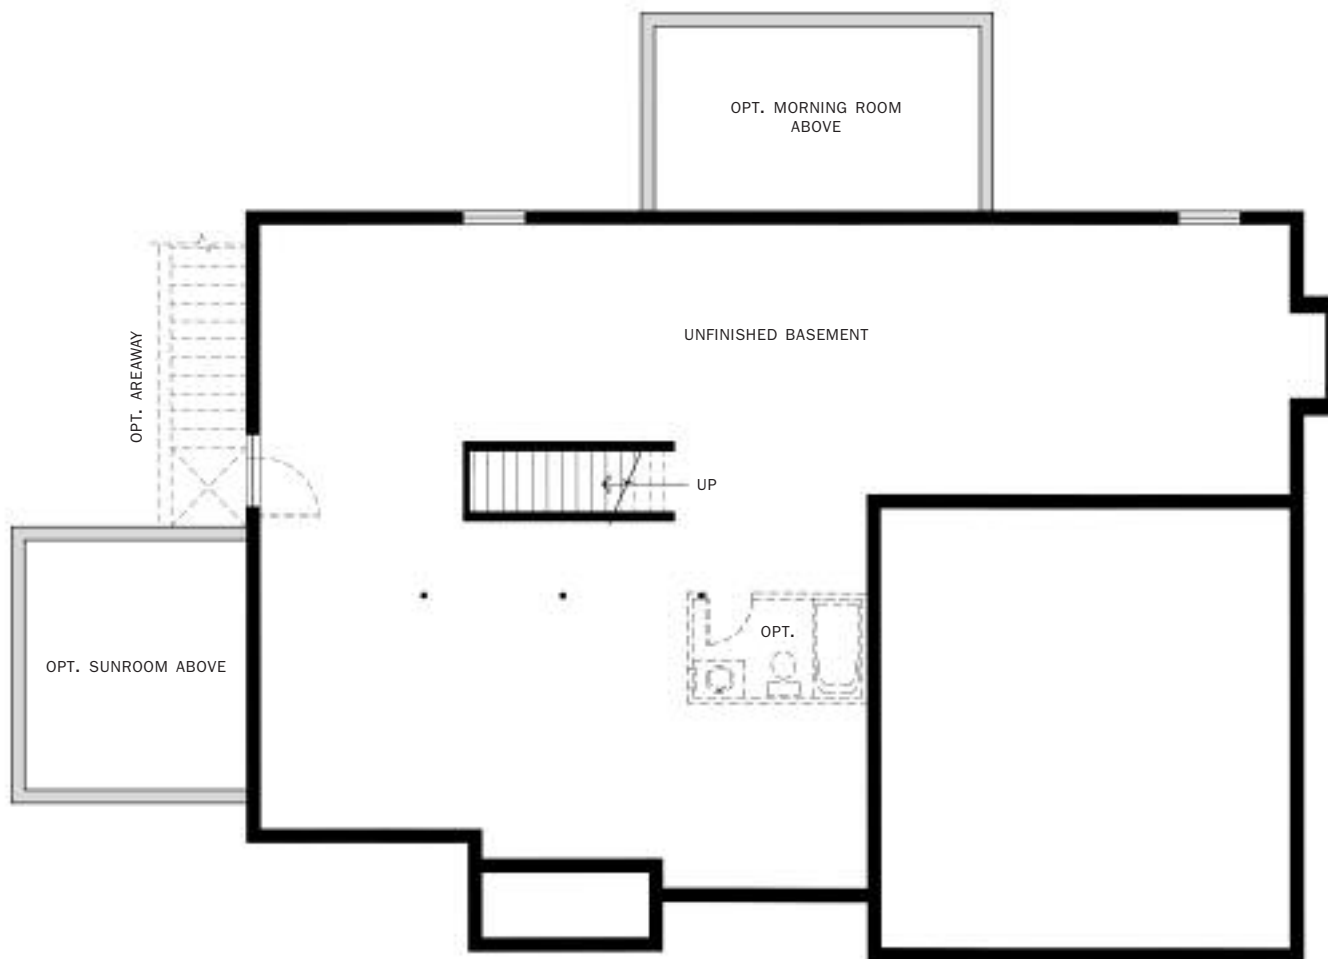 OPT. MORNING ROOM
ABOVE
UNFINISHED BASEMENT
OPT. AREAWAY
UP
OPT.
OPT. SUNROOM ABOVE